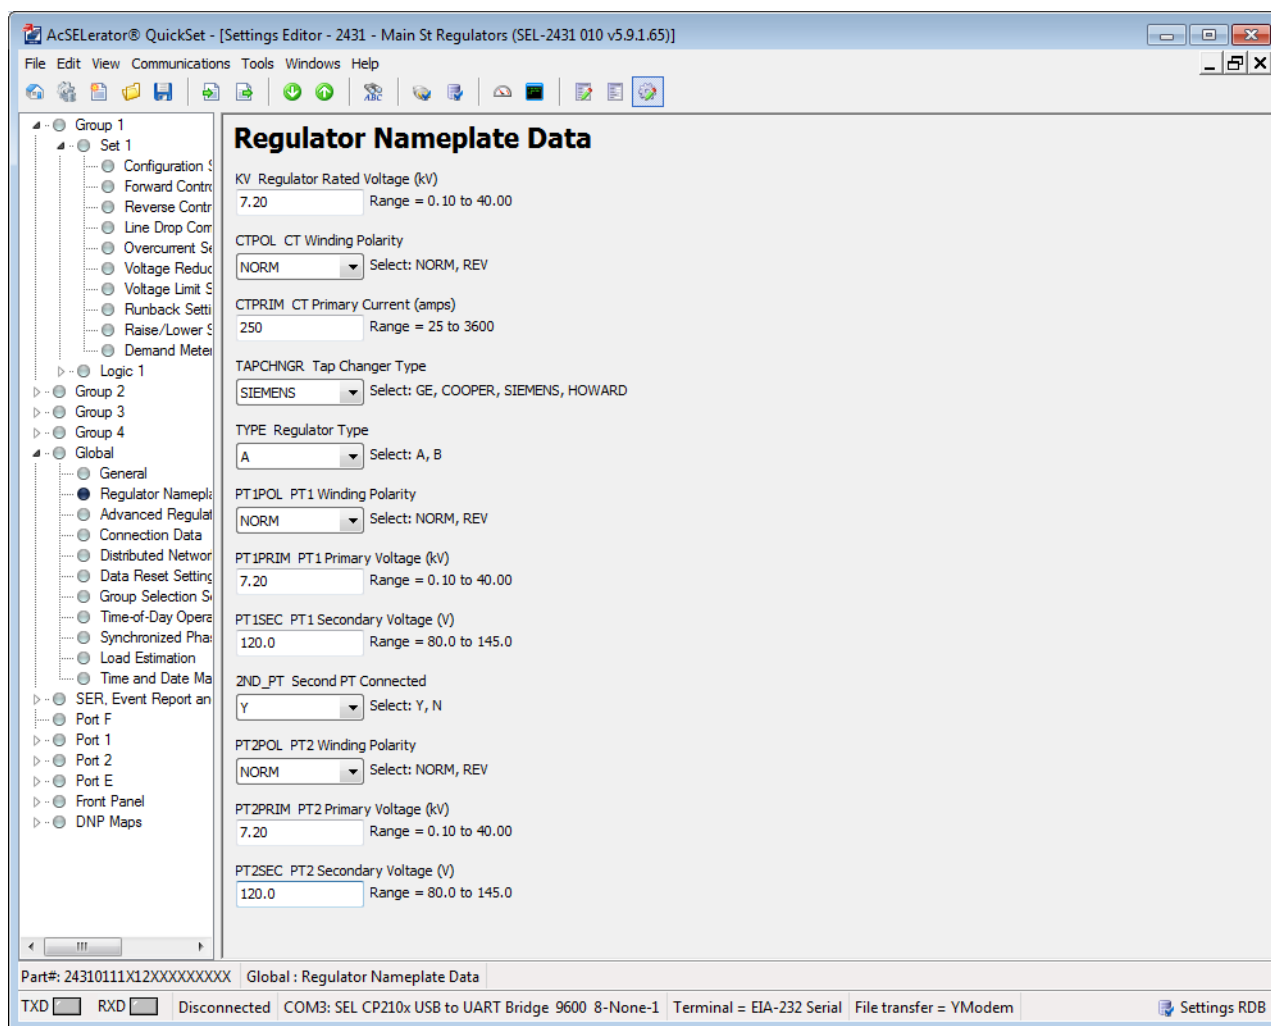 AcSELerator® QuickSet - [Settings Editor - 2431 - Main St Regulators (SEL-2431 010 v5.9.1.65)]
File Edit View Communications Tools Windows Help
Group 1
Set 1
Configuration S
Forward Contro
Reverse Contr
Line Drop Com
Overcurrent Se
Voltage Reduc
Voltage Limit S
Runback Setti
Raise/Lower S
Demand Meter
Logic 1
Group 2
Group 3
Group 4
Global
General
Regulator Namepla
Advanced Regulat
Connection Data
Distributed Networ
Data Reset Setting
Group Selection Se
Time-of-Day Opera
Synchronized Phas
Load Estimation
Time and Date Ma
SER, Event Report an
Port F
Port 1
Port 2
Port E
Front Panel
DNP Maps
Regulator Nameplate Data
KV Regulator Rated Voltage (kV)
7.20 Range = 0.10 to 40.00
CTPOL CT Winding Polarity
NORM Select: NORM, REV
CTPRIM CT Primary Current (amps)
250 Range = 25 to 3600
TAPCHNGR Tap Changer Type
SIEMENS Select: GE, COOPER, SIEMENS, HOWARD
TYPE Regulator Type
A Select: A, B
PT1POL PT1 Winding Polarity
NORM Select: NORM, REV
PT1PRIM PT1 Primary Voltage (kV)
7.20 Range = 0.10 to 40.00
PT1SEC PT1 Secondary Voltage (V)
120.0 Range = 80.0 to 145.0
2ND_PT Second PT Connected
Y Select: Y, N
PT2POL PT2 Winding Polarity
NORM Select: NORM, REV
PT2PRIM PT2 Primary Voltage (kV)
7.20 Range = 0.10 to 40.00
PT2SEC PT2 Secondary Voltage (V)
120.0 Range = 80.0 to 145.0
Part#: 24310111X12XXXXXXXXX Global : Regulator Nameplate Data
TXD RXD Disconnected COM3: SEL CP210x USB to UART Bridge 9600 8-None-1 Terminal = EIA-232 Serial File transfer = YModem Settings RDB